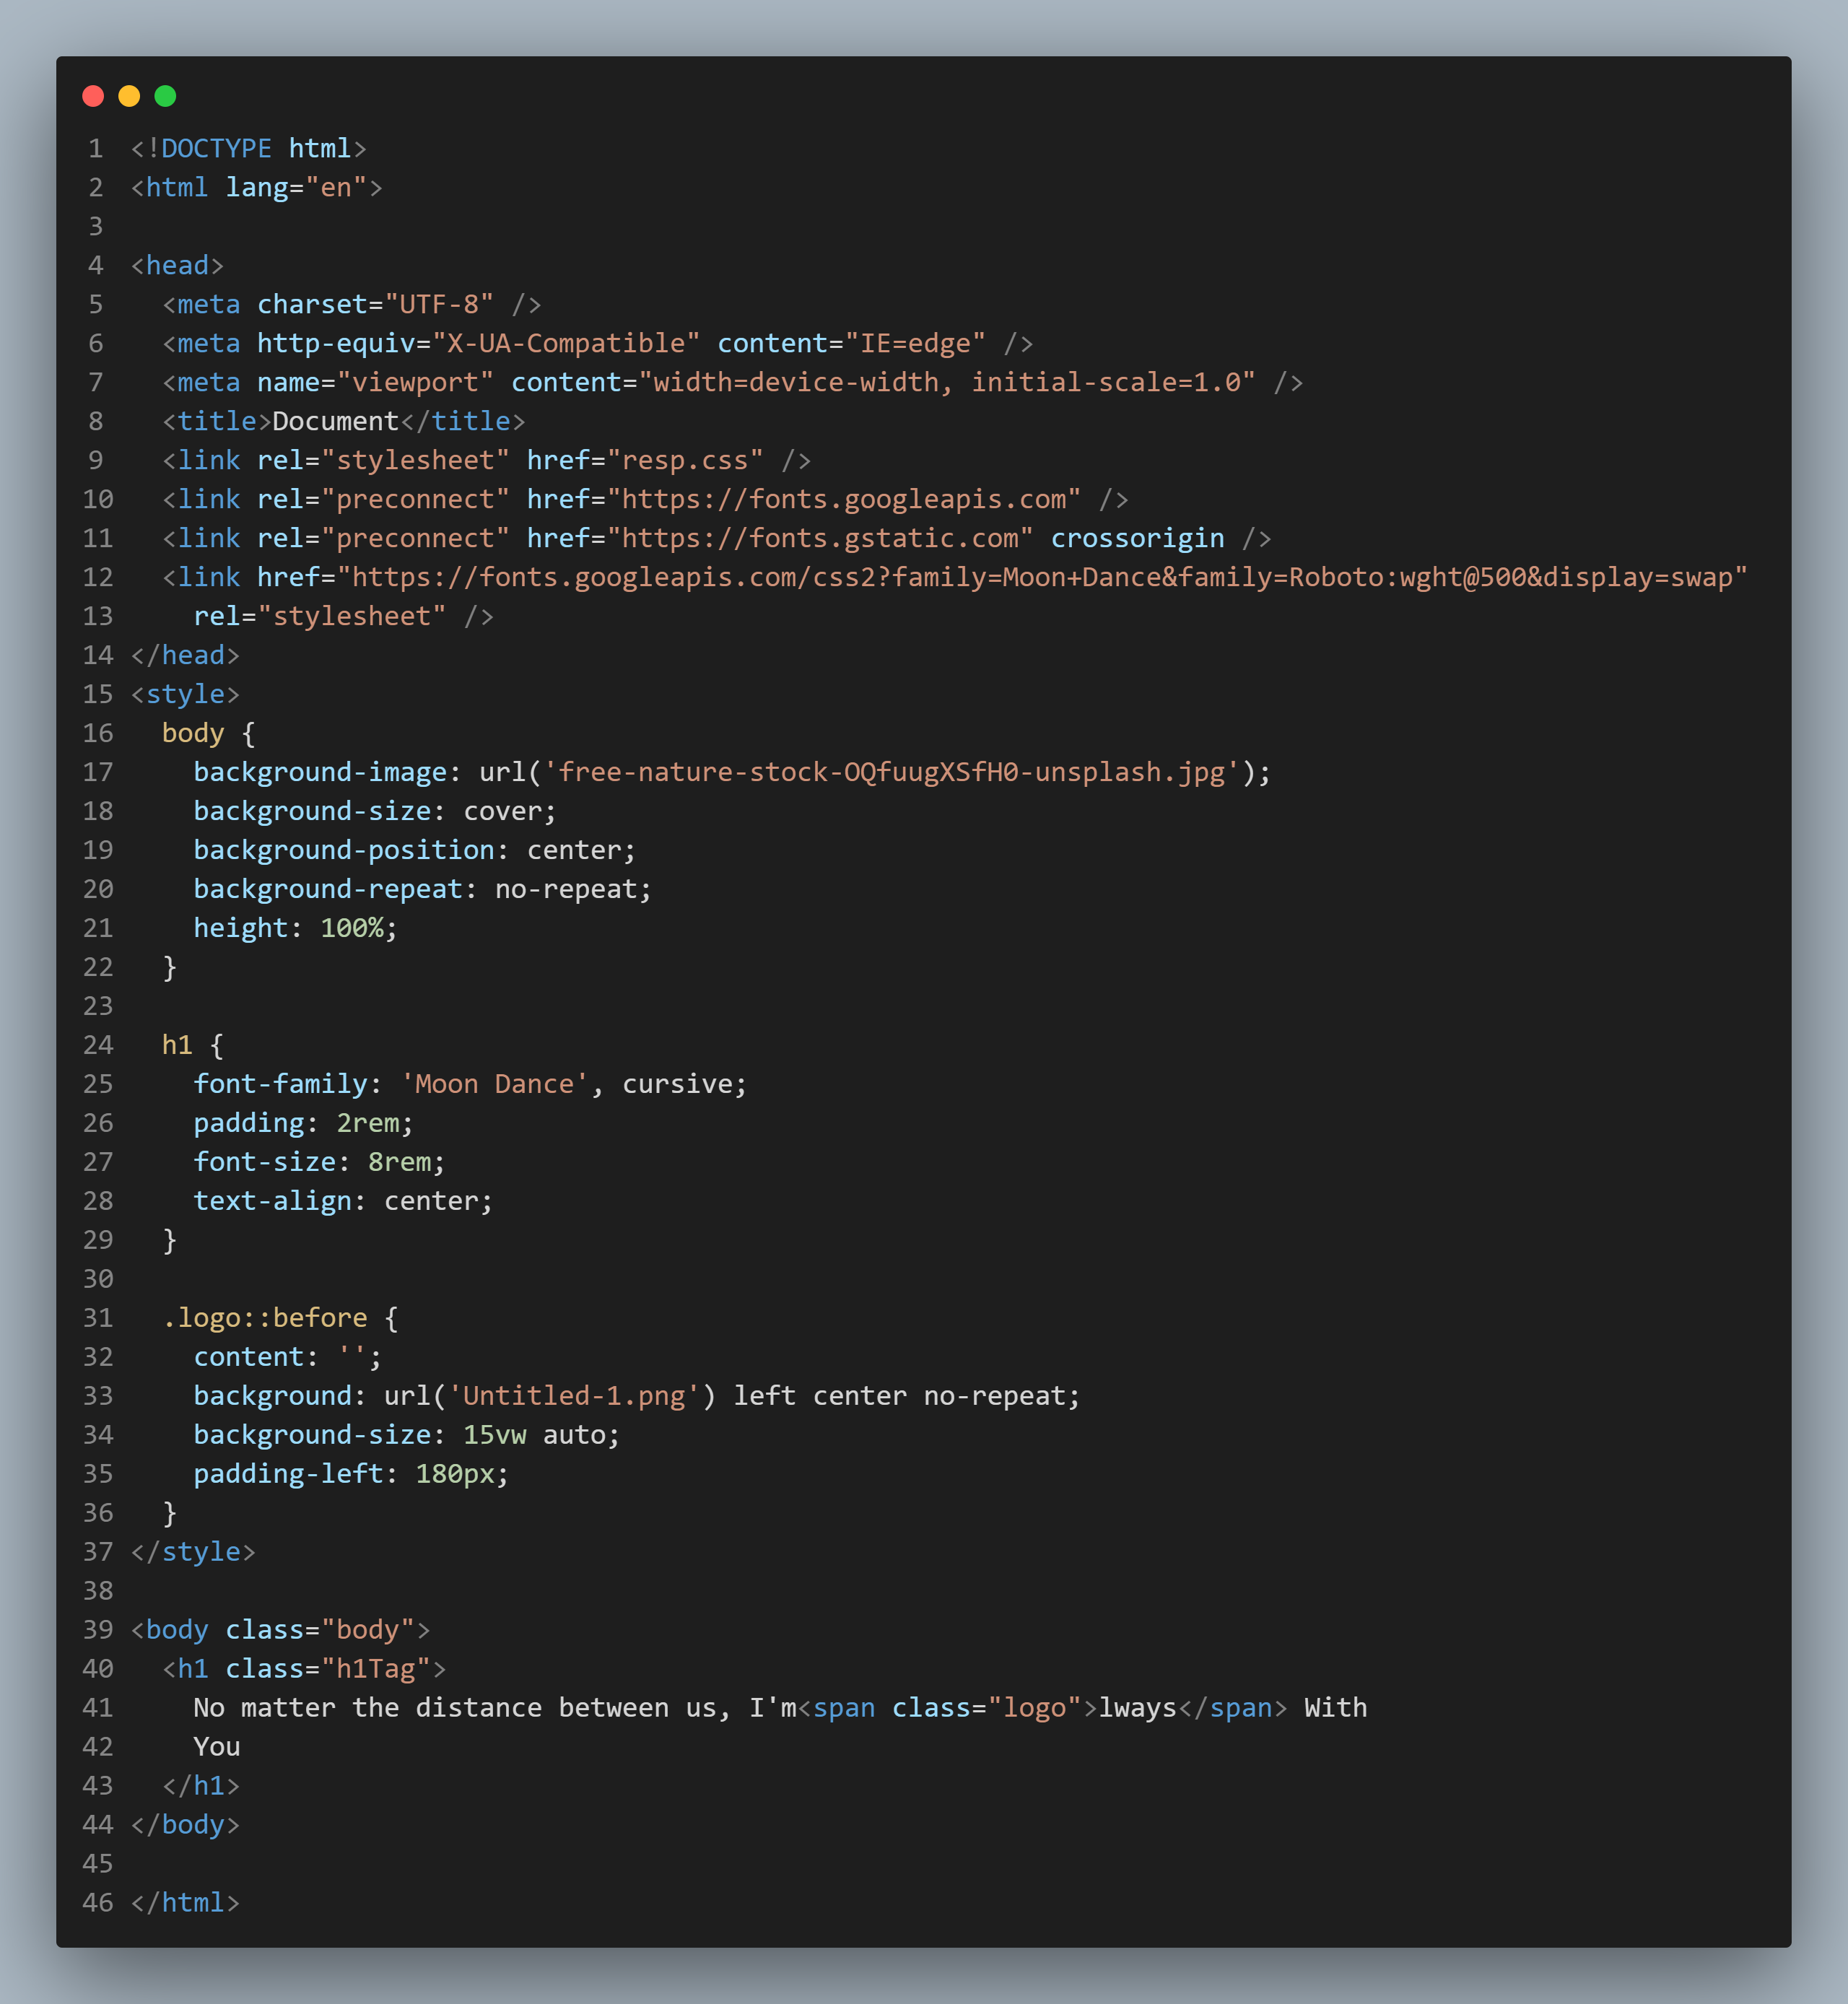 1 <!DOCTYPE html>
2 <html lang="en">
3
4 <head>
5   <meta charset="UTF-8" />
6   <meta http-equiv="X-UA-Compatible" content="IE=edge" />
7   <meta name="viewport" content="width=device-width, initial-scale=1.0" />
8   <title>Document</title>
9   <link rel="stylesheet" href="resp.css" />
10   <link rel="preconnect" href="https://fonts.googleapis.com" />
11   <link rel="preconnect" href="https://fonts.gstatic.com" crossorigin />
12   <link href="https://fonts.googleapis.com/css2?family=Moon+Dance&family=Roboto:wght@500&display=swap"
13     rel="stylesheet" />
14 </head>
15 <style>
16   body {
17     background-image: url('free-nature-stock-OQfuugXSfH0-unsplash.jpg');
18     background-size: cover;
19     background-position: center;
20     background-repeat: no-repeat;
21     height: 100%;
22   }
23
24   h1 {
25     font-family: 'Moon Dance', cursive;
26     padding: 2rem;
27     font-size: 8rem;
28     text-align: center;
29   }
30
31   .logo::before {
32     content: '';
33     background: url('Untitled-1.png') left center no-repeat;
34     background-size: 15vw auto;
35     padding-left: 180px;
36   }
37 </style>
38
39 <body class="body">
40   <h1 class="h1Tag">
41     No matter the distance between us, I'm<span class="logo">lways</span> With
42     You
43   </h1>
44 </body>
45
46 </html>